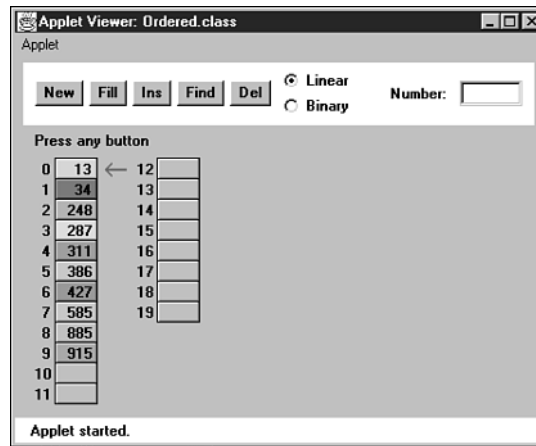 Applet Viewer: Ordered.class
Applet
New Fill Ins Find Del Linear Binary Number:
Press any button
0 13 12
1 34 13
2 248 14
3 287 15
4 311 16
5 386 17
6 427 18
7 585 19
8 885
9 915
10
11
Applet started.